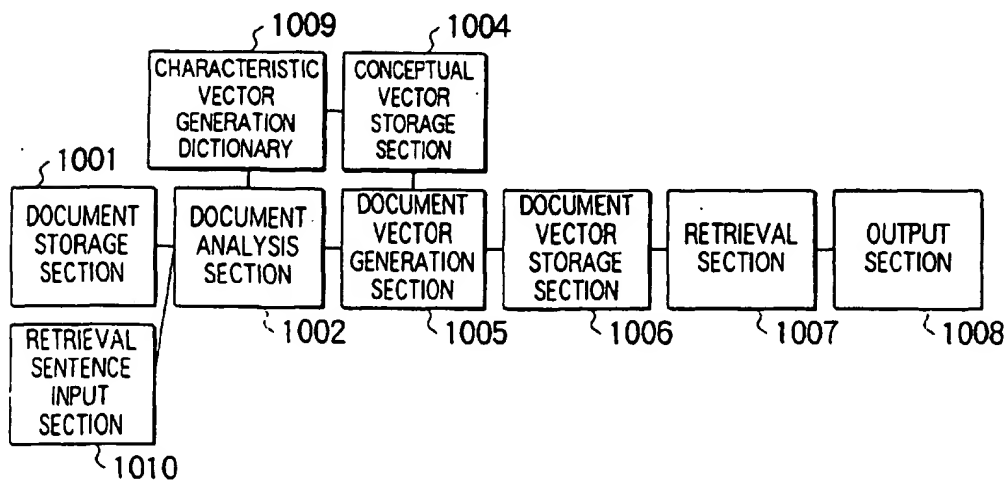 1009
1004
CHARACTERISTIC
VECTOR
GENERATION
DICTIONARY
CONCEPTUAL
VECTOR
STORAGE
SECTION
1001
DOCUMENT
STORAGE
SECTION
DOCUMENT
ANALYSIS
SECTION
DOCUMENT
VECTOR
GENERATION
SECTION
DOCUMENT
VECTOR
STORAGE
SECTION
RETRIEVAL
SECTION
OUTPUT
SECTION
1002
1005
1006
1007
1008
RETRIEVAL
SENTENCE
INPUT
SECTION
1010